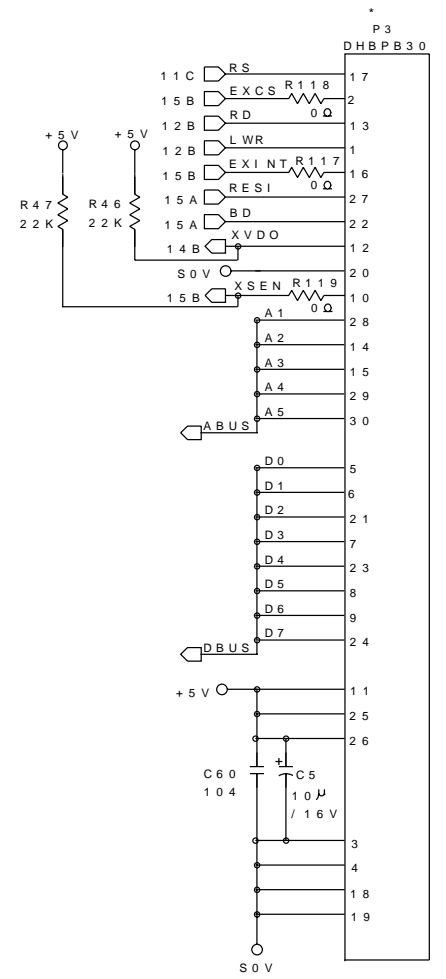 *
P3
DHBPB30
11C RS 17
15B EXCS R118 0Ω 2
12B RD 13
12B LWR 1
15B EXINT R117 0Ω 16
15A RESI 27
15A BD 22
14B XVDO 12
S0V 20
15B XSEN R119 0Ω 10
+5V +5V
R47 22K R46 22K
A1 28
A2 14
A3 15
A4 29
A5 30
ABUS
D0 5
D1 6
D2 21
D3 7
D4 23
D5 8
D6 9
D7 24
DBUS
+5V 11
25
26
C60 + C5
104 10μ
/16V
3
4
18
19
S0V